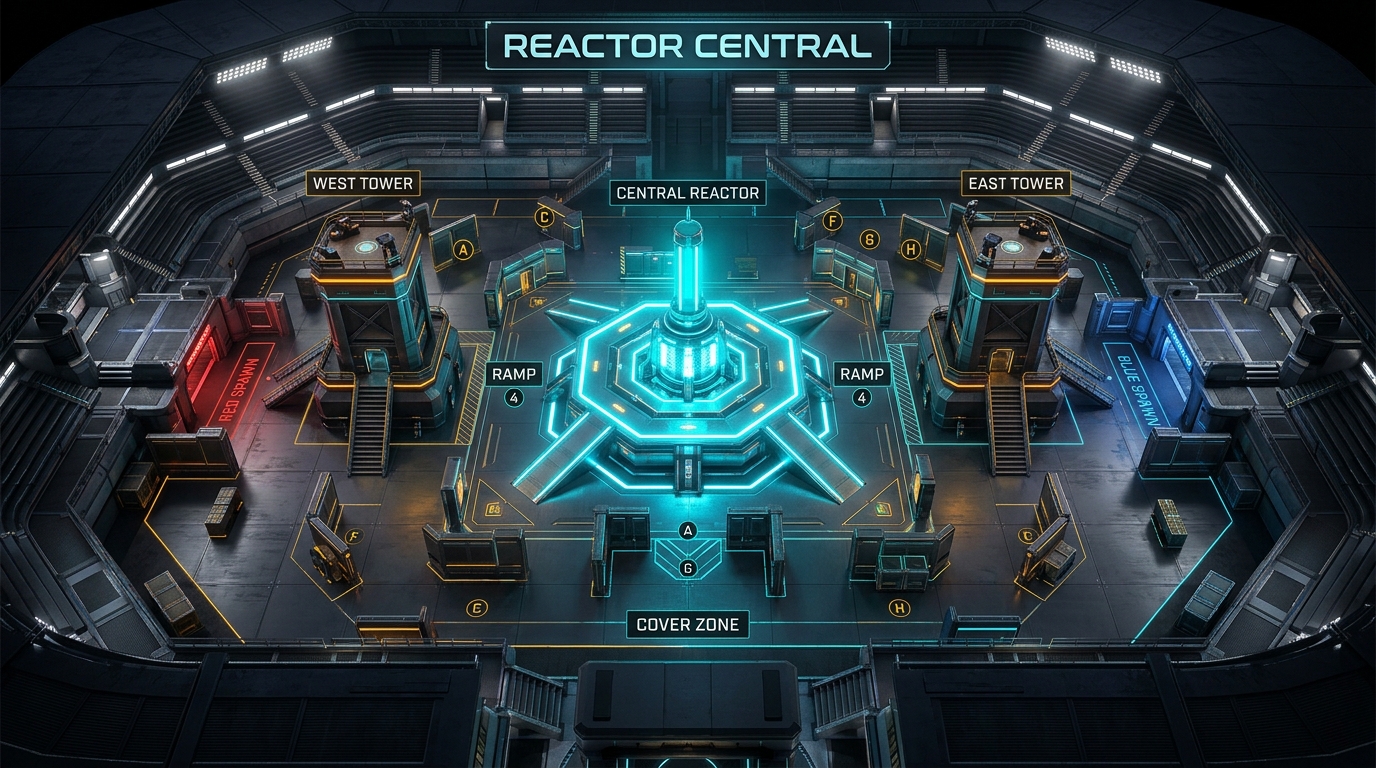 REACTOR CENTRAL
WEST TOWER
CENTRAL REACTOR
EAST TOWER
A
C
F
G
H
RED SPAWN
RAMP
4
RAMP
4
BLUE SPAWN
F
A
G
E
H
COVER ZONE